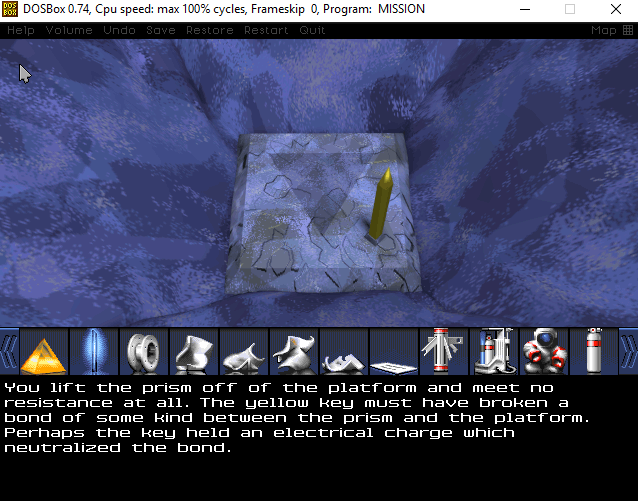 DOS
BOX
DOSBox 0.74, Cpu speed: max 100% cycles, Frameskip 0, Program: MISSION
Help Volume Undo Save Restore Restart Quit Map
You lift the prism off of the platform and meet no
resistance at all. The yellow key must have broken a
bond of some kind between the prism and the platform.
Perhaps the key held an electrical charge which
neutralized the bond.